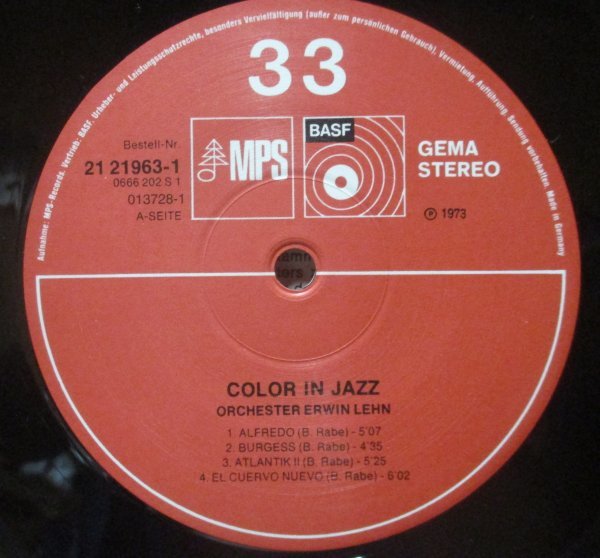 Aufnahme: MPS-Records. Vertrieb: BASF. Urheber- und Leistungsschutzrechte, besonders Vervielfältigung (außer zum persönlichen Gebrauch), Vermietung, Aufführung, Sendung vorbehalten. Made in Germany
33
Bestell-Nr.
21 21963-1
0666 202 S 1
013728-1
A-SEITE
MPS
BASF
GEMA
STEREO
℗ 1973
COLOR IN JAZZ
ORCHESTER ERWIN LEHN
1. ALFREDO (B. Rabe) - 5'07
2. BURGESS (B. Rabe) - 4'35
3. ATLANTIK II (B. Rabe) - 5'25
4. EL CUERVO NUEVO (B. Rabe) - 6'02